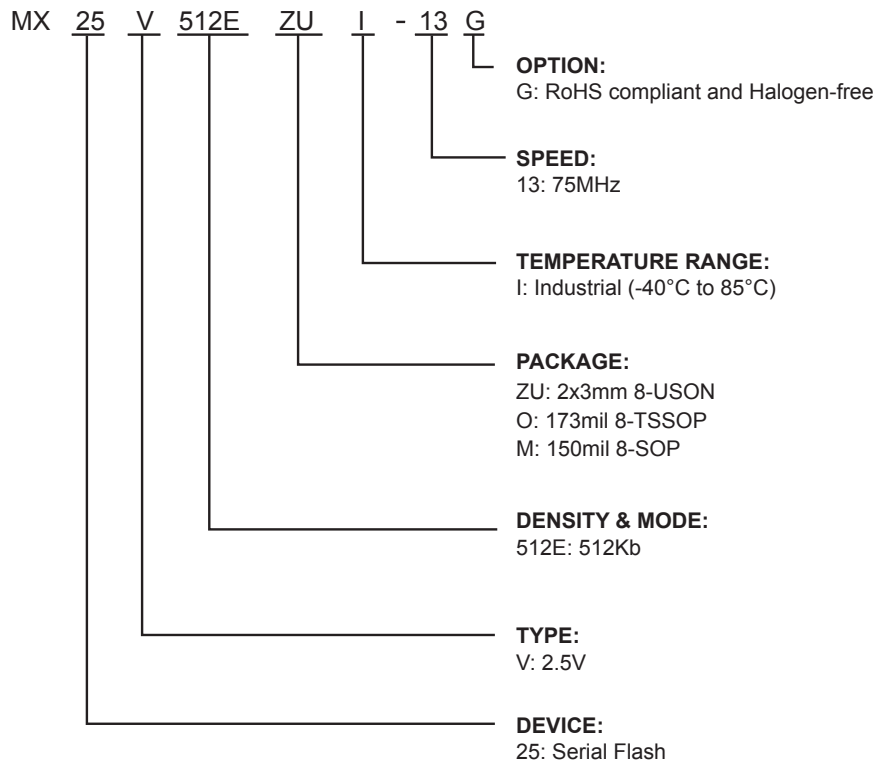 MX 25 V 512E ZU I - 13 G
OPTION:
G: RoHS compliant and Halogen-free
SPEED:
13: 75MHz
TEMPERATURE RANGE:
I: Industrial (-40°C to 85°C)
PACKAGE:
ZU: 2x3mm 8-USON
O: 173mil 8-TSSOP
M: 150mil 8-SOP
DENSITY & MODE:
512E: 512Kb
TYPE:
V: 2.5V
DEVICE:
25: Serial Flash